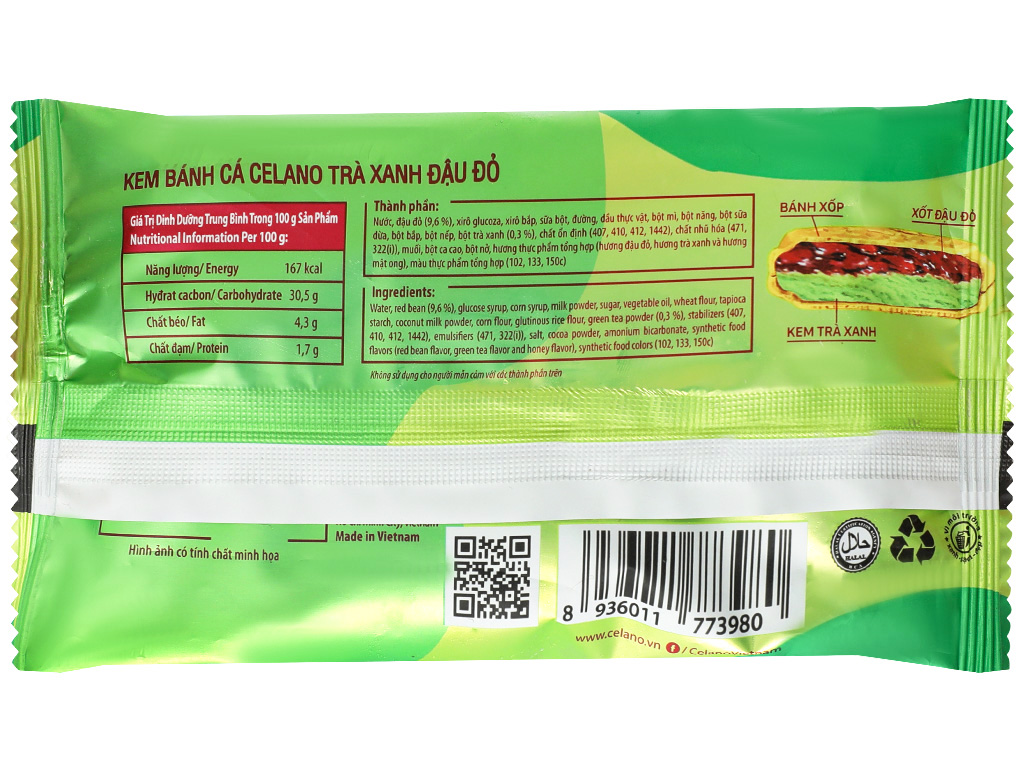 KEM BÁNH CÁ CELANO TRÀ XANH ĐẬU ĐỎ
Giá Trị Dinh Dưỡng Trung Bình Trong 100 g Sản Phẩm
Nutritional Information Per 100 g:
Năng lượng/ Energy 167 kcal
Hyđrat cacbon/ Carbohydrate 30,5 g
Chất béo/ Fat 4,3 g
Chất đạm/ Protein 1,7 g
Thành phần:
Nước, đậu đỏ (9,6 %), xirô glucoza, xirô bắp, sữa bột, đường, dầu thực vật, bột mì, bột năng, bột sữa
dừa, bột bắp, bột nếp, bột trà xanh (0,3 %), chất ổn định (407, 410, 412, 1442), chất nhũ hóa (471,
322(i)), muối, bột ca cao, bột nở, hương thực phẩm tổng hợp (hương đậu đỏ, hương trà xanh và hương
mật ong), màu thực phẩm tổng hợp (102, 133, 150c)
Ingredients:
Water, red bean (9,6 %), glucose syrup, corn syrup, milk powder, sugar, vegetable oil, wheat flour, tapioca
starch, coconut milk powder, corn flour, glutinous rice flour, green tea powder (0,3 %), stabilizers (407,
410, 412, 1442), emulsifiers (471, 322(i)), salt, cocoa powder, amonium bicarbonate, synthetic food
flavors (red bean flavor, green tea flavor and honey flavor), synthetic food colors (102, 133, 150c)
Không sử dụng cho người mẫn cảm với các thành phần trên
BÁNH XỐP
XỐT ĐẬU ĐỎ
KEM TRÀ XANH
Made in Vietnam
Hình ảnh có tính chất minh họa
8 936011 773980
www.celano.vn f/CelanoVietnam
حلال
HALAL